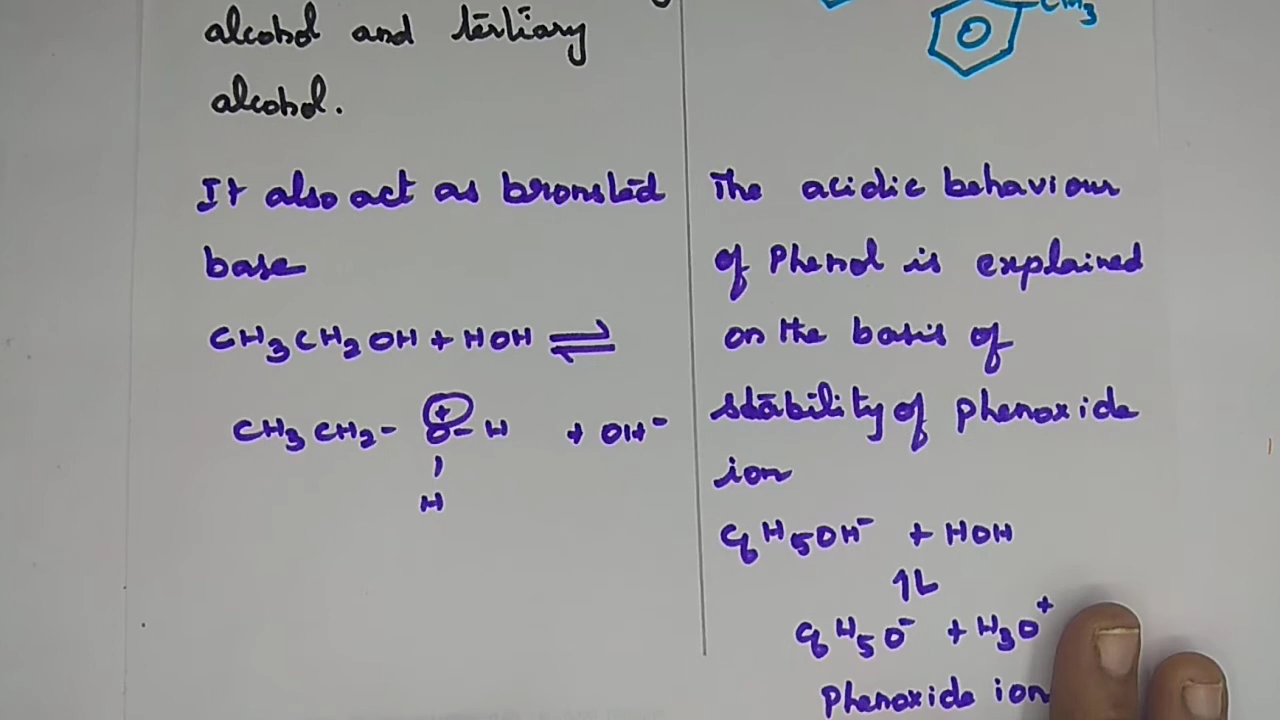 alcohol and tertiary
alcohol.
It also act as bronsted
base
CH3CH2OH + HOH ⇌
CH3CH2- O⊕ - H + OH-
H
CH3
The acidic behaviour
of Phenol is explained
on the basis of
stability of phenoxide
ion
C6H5OH- + HOH
⇅
C6H5O- + H3O+
Phenoxide ion